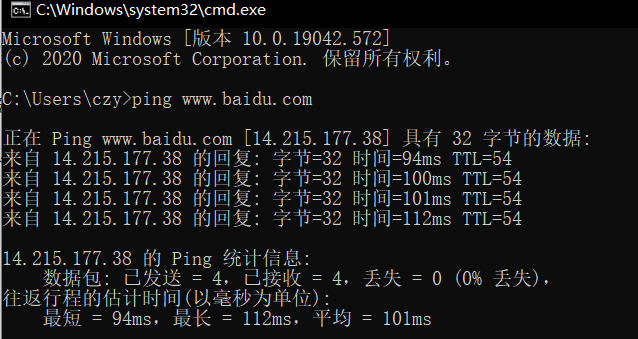 C:\Windows\system32\cmd.exe
Microsoft Windows [版本 10.0.19042.572]
(c) 2020 Microsoft Corporation. 保留所有权利。
C:\Users\czy>ping www.baidu.com
正在 Ping www.baidu.com [14.215.177.38] 具有 32 字节的数据:
来自 14.215.177.38 的回复: 字节=32 时间=94ms TTL=54
来自 14.215.177.38 的回复: 字节=32 时间=100ms TTL=54
来自 14.215.177.38 的回复: 字节=32 时间=101ms TTL=54
来自 14.215.177.38 的回复: 字节=32 时间=112ms TTL=54
14.215.177.38 的 Ping 统计信息:
数据包: 已发送 = 4，已接收 = 4，丢失 = 0 (0% 丢失)，
往返行程的估计时间(以毫秒为单位):
最短 = 94ms，最长 = 112ms，平均 = 101ms